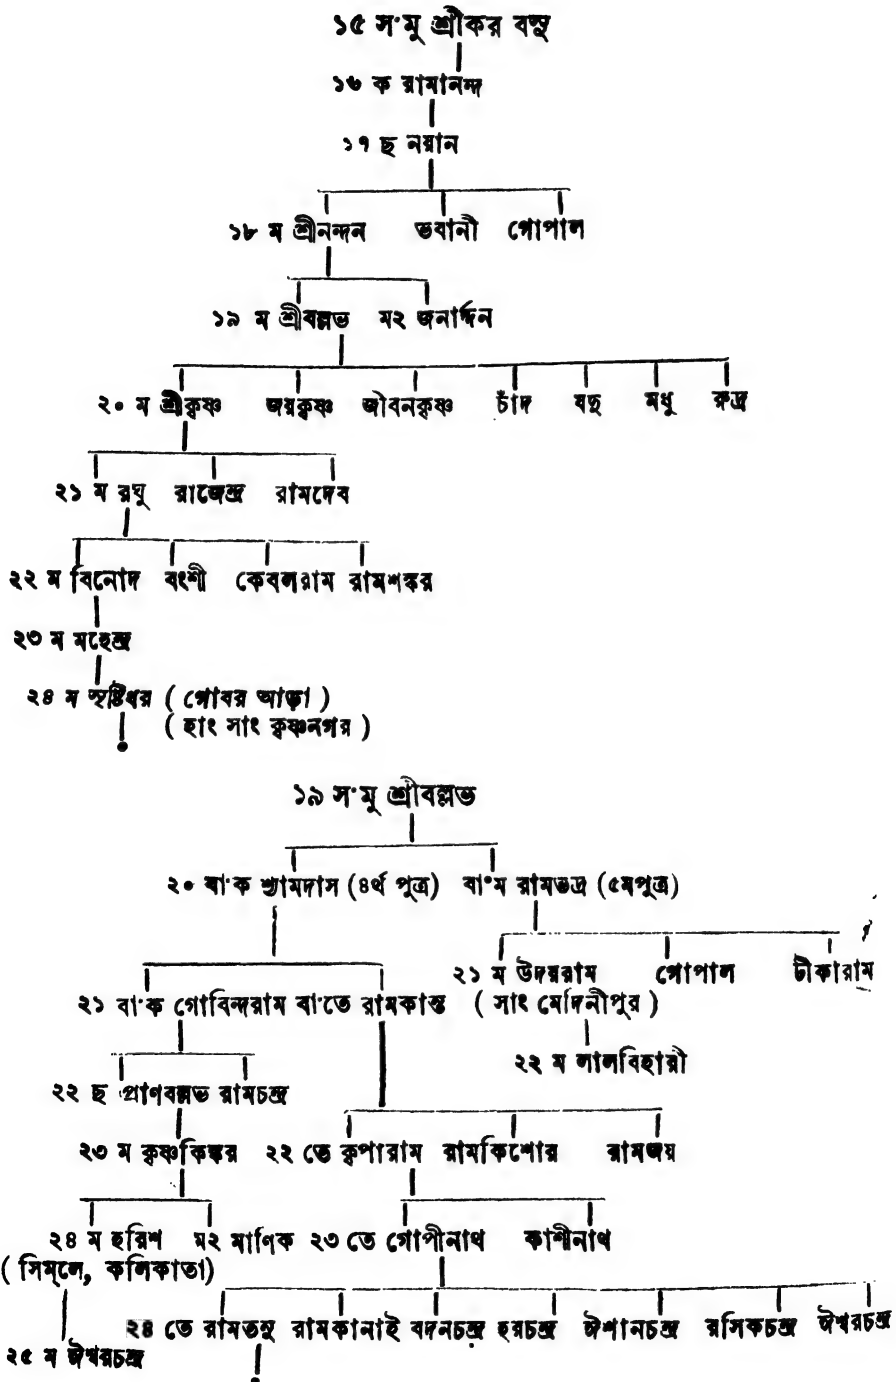 ১৫ স·মু শ্রীকর বসু
১৬ ক রামানন্দ
১৭ ছ নয়ান
১৮ ম শ্রীনন্দন ভবানী গোপাল
১৯ ম শ্রীবল্লভ ম২ জনার্দ্দন
২০ ম শ্রীকৃষ্ণ জয়কৃষ্ণ জীবনকৃষ্ণ চাঁদ যদু মধু রুদ্র
২১ ম রঘু রাজেন্দ্র রামদেব
২২ ম বিনোদ বংশী কেবলরাম রামশঙ্কর
২৩ ম মহেন্দ্র
২৪ ম সৃষ্টিধর ( গোবর আড়া )
( হাং সাং কৃষ্ণনগর )
১৯ স·মু শ্রীবল্লভ
২০ বা·ক শ্যামদাস (৪র্থ পুত্র) বা·ম রামভদ্র (৫মপুত্র)
২১ ম উদয়রাম গোপাল টীকারাম
২১ বা·ক গোবিন্দরাম বা·তে রামকান্ত ( সাং মেদিনীপুর )
২২ ম লালবিহারী
২২ ছ প্রাণবল্লভ রামচন্দ্র
২৩ ম কৃষ্ণকিঙ্কর ২২ তে কৃপারাম রামকিশোর রামজয়
২৪ ম হরিশ ম২ মাণিক ২৩ তে গোপীনাথ কাশীনাথ
( সিম্‌লে, কলিকাতা)
২৪ তে রামতনু রামকানাই বদনচন্দ্র হরচন্দ্র ঈশানচন্দ্র রসিকচন্দ্র ঈশ্বরচন্দ্র
২৫ ম ঈশ্বরচন্দ্র